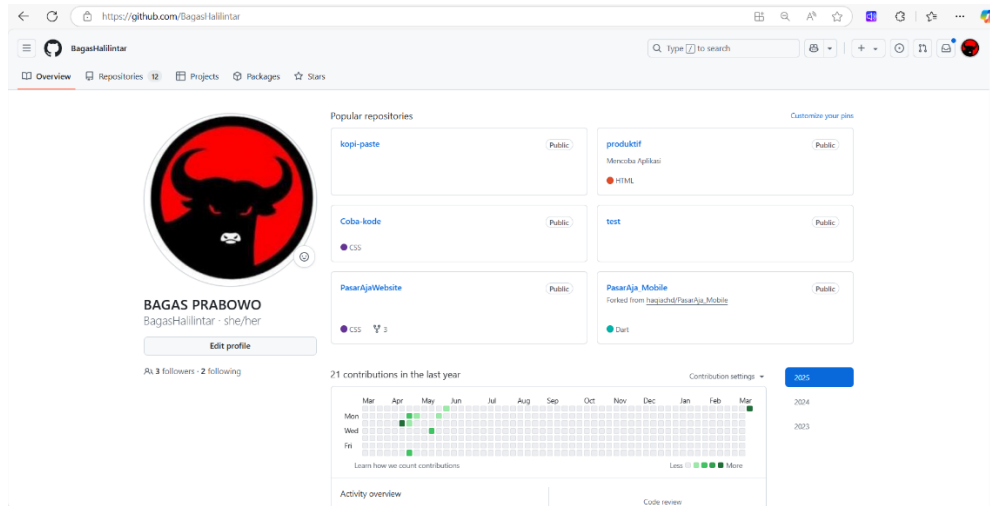 https://github.com/BagasHalilintar
BagasHalilintar
Type / to search
Overview Repositories 12 Projects Packages Stars
Popular repositories
Customize your pins
kopi-paste Public
produktif Public
Mencoba Aplikasi
HTML
Coba-kode Public
CSS
test Public
PasarAjaWebsite Public
CSS 3
PasarAja_Mobile Public
Forked from haqiachd/PasarAja_Mobile
Dart
BAGAS PRABOWO
BagasHalilintar · she/her
Edit profile
3 followers · 2 following
21 contributions in the last year
Contribution settings
2025
2024
2023
Mar Apr May Jun Jul Aug Sep Oct Nov Dec Jan Feb Mar
Mon
Wed
Fri
Learn how we count contributions
Less More
Activity overview
Code review